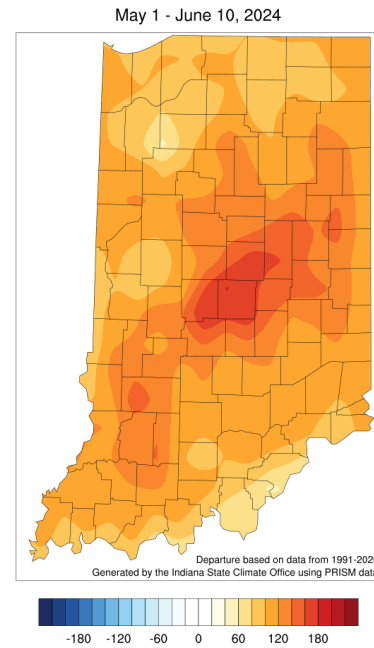 May 1 - June 10, 2024
Departure based on data from 1991-202
Generated by the Indiana State Climate Office using PRISM data
-180 -120 -60 0 60 120 180